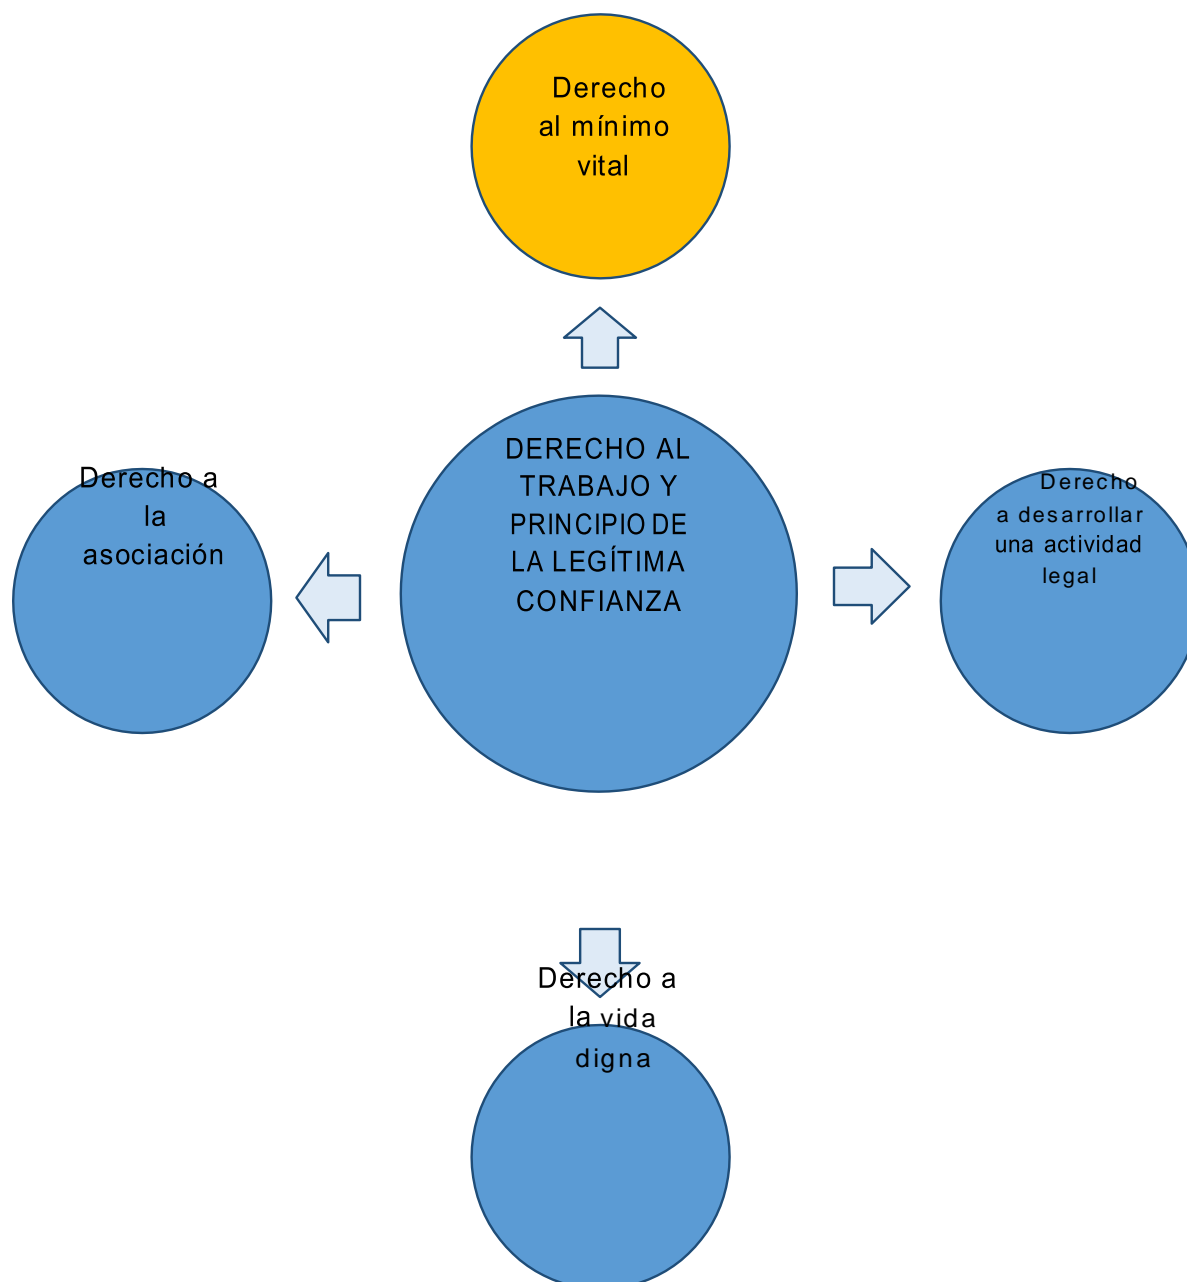 Derecho
al mínimo
vital
DERECHO AL
TRABAJO Y
PRINCIPIO DE
LA LEGÍTIMA
CONFIANZA
Derecho a
la
asociación
Derecho
a desarrollar
una actividad
legal
Derecho a
la vida
digna